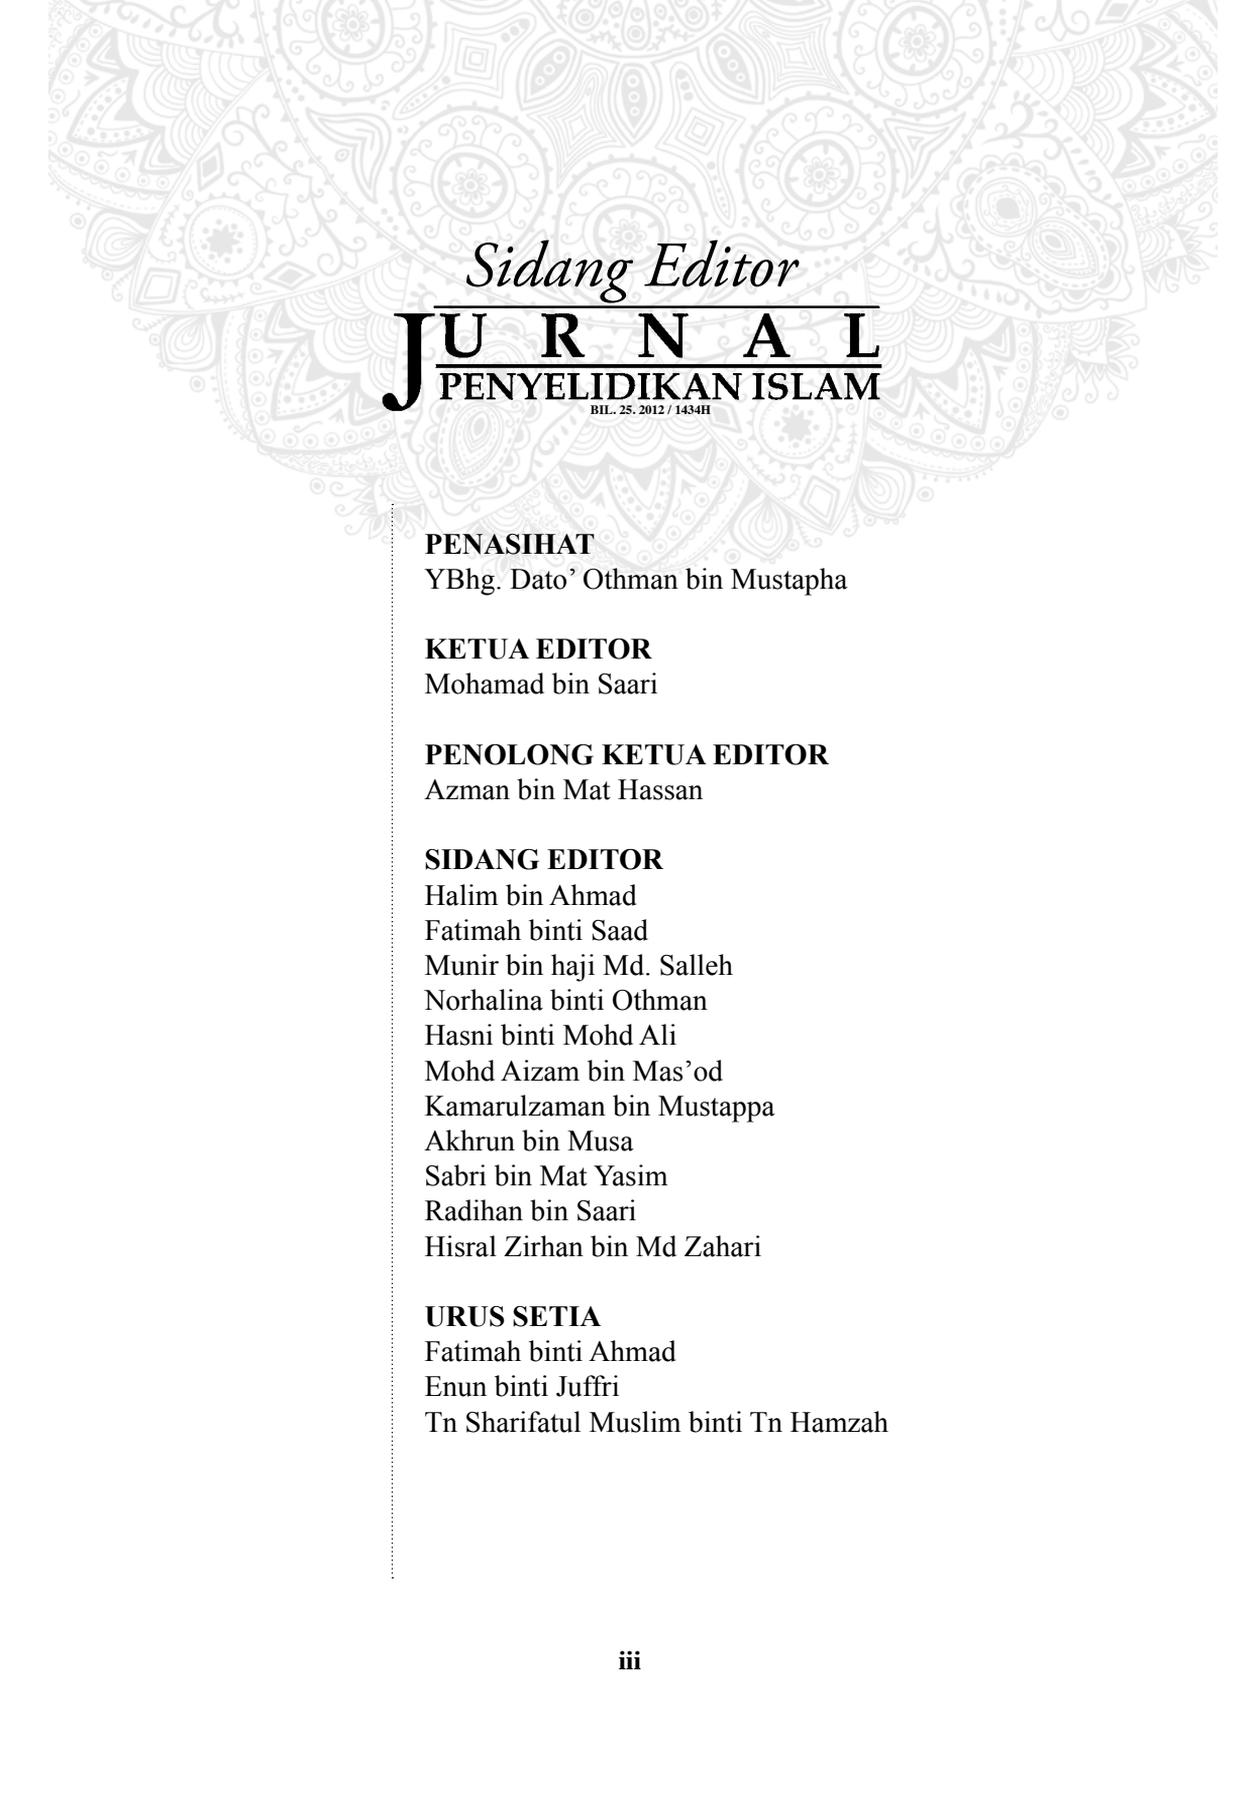 Sidang Editor
JURNAL
PENYELIDIKAN ISLAM
BIL. 25. 2012 / 1434H
PENASIHAT
YBhg. Dato’ Othman bin Mustapha
KETUA EDITOR
Mohamad bin Saari
PENOLONG KETUA EDITOR
Azman bin Mat Hassan
SIDANG EDITOR
Halim bin Ahmad
Fatimah binti Saad
Munir bin haji Md. Salleh
Norhalina binti Othman
Hasni binti Mohd Ali
Mohd Aizam bin Mas’od
Kamarulzaman bin Mustappa
Akhrun bin Musa
Sabri bin Mat Yasim
Radihan bin Saari
Hisral Zirhan bin Md Zahari
URUS SETIA
Fatimah binti Ahmad
Enun binti Juffri
Tn Sharifatul Muslim binti Tn Hamzah
iii